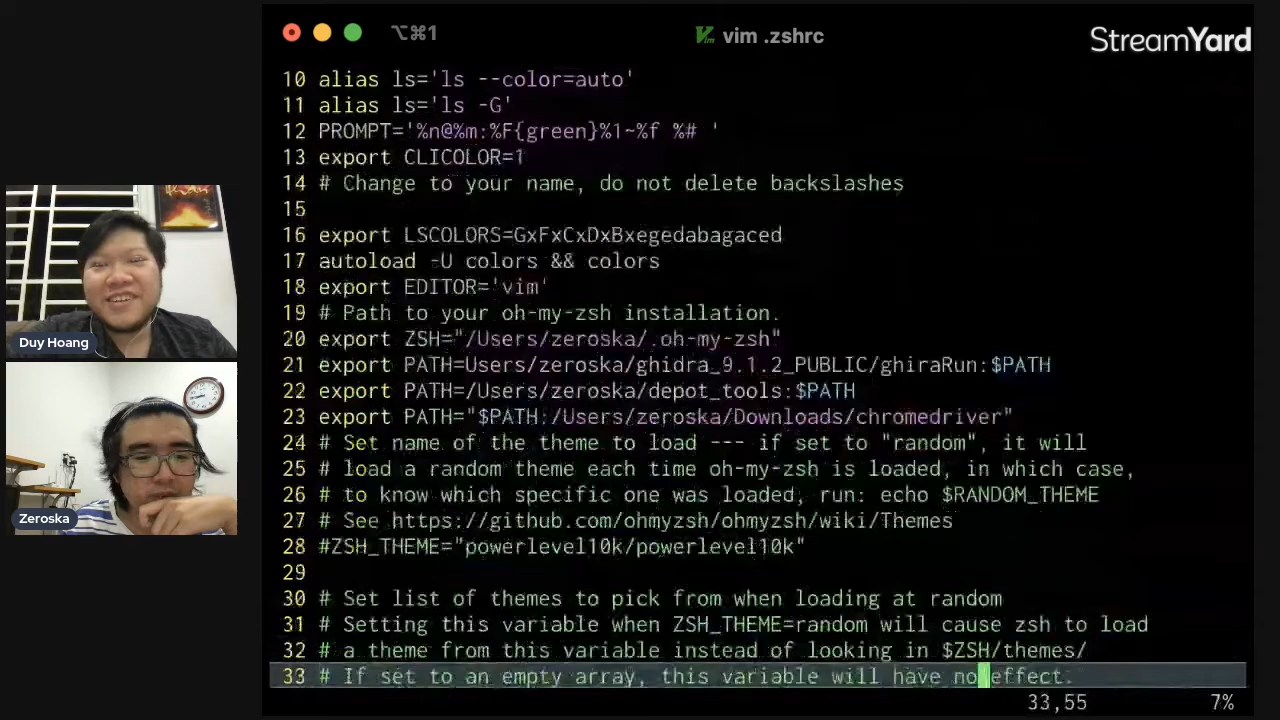 ⌥⌘1
vim .zshrc
StreamYard
10 alias ls='ls --color=auto'
11 alias ls='ls -G'
12 PROMPT='%n@%m:%F{green}%1~%f %# '
13 export CLICOLOR=1
14 # Change to your name, do not delete backslashes
15
16 export LSCOLORS=GxFxCxDxBxegedabagaced
17 autoload -U colors && colors
18 export EDITOR='vim'
19 # Path to your oh-my-zsh installation.
20 export ZSH="/Users/zeroska/.oh-my-zsh"
21 export PATH=Users/zeroska/ghidra_9.1.2_PUBLIC/ghiraRun:$PATH
22 export PATH=/Users/zeroska/depot_tools:$PATH
23 export PATH="$PATH:/Users/zeroska/Downloads/chromedriver"
24 # Set name of the theme to load --- if set to "random", it will
25 # load a random theme each time oh-my-zsh is loaded, in which case,
26 # to know which specific one was loaded, run: echo $RANDOM_THEME
27 # See https://github.com/ohmyzsh/ohmyzsh/wiki/Themes
28 #ZSH_THEME="powerlevel10k/powerlevel10k"
29
30 # Set list of themes to pick from when loading at random
31 # Setting this variable when ZSH_THEME=random will cause zsh to load
32 # a theme from this variable instead of looking in $ZSH/themes/
33 # If set to an empty array, this variable will have no effect.
33,55 7%
Duy Hoang
Zeroska